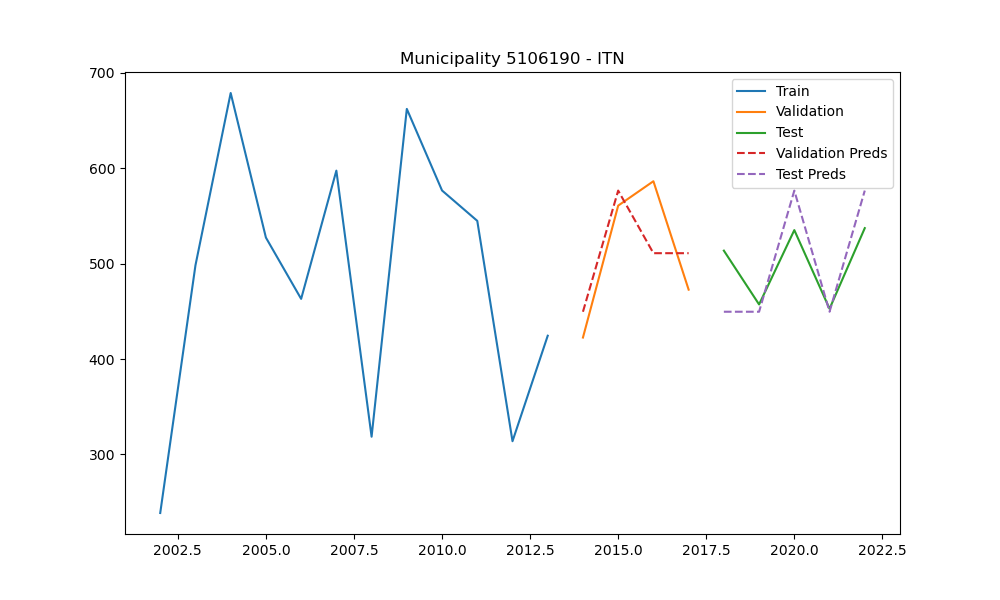 Municipality 5106190 - ITN
700
600
500
400
300
Train
Validation
Test
Validation Preds
Test Preds
2002.5 2005.0 2007.5 2010.0 2012.5 2015.0 2017.5 2020.0 2022.5